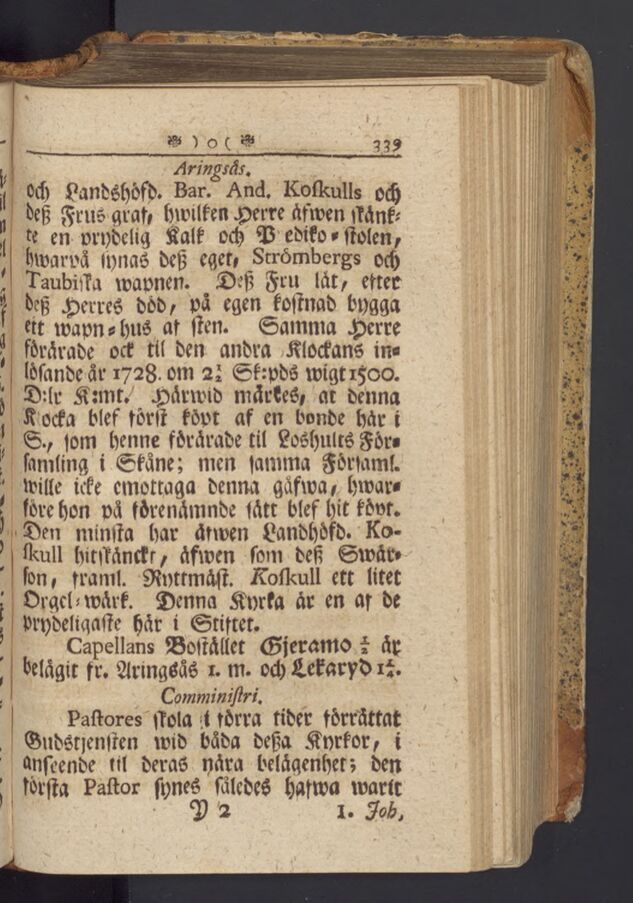 ) o (
339
Aringsås.
och Landshöfd. Bar. And. Koskulls och
deß Frus graf, hwilken Herre äfwen skänk-
te en prydelig Kalk och P ediko-stolen,
hwarpå synas deß eget, Strömbergs och
Taubiska wapnen. Deß Fru lät, efter
deß Herres död, på egen kostnad bygga
ett wapn-hus af sten. Samma Herre
förärade ock til den andra Klockans in-
lösande år 1728. om 2½ Sk:pds wigt 1500.
D:lr K:mt. Härwid märkes, at denna
Kocka blef först köpt af en bonde här i
S., som henne förärade til Loshults För-
samling i Skåne; men samma Församl.
wille icke emottaga denna gåfwa, hwar-
före hon på förenämnde sätt blef hit köpt.
Den minsta har äfwen Landhöfd. Ko-
skull hitskänckt, äfwen som deß Swär-
son, framl. Ryttmäst. Koskull ett litet
Orgel-wärk. Denna Kyrka är en af de
prydeligaste här i Stiftet.
Capellans Bostället Gjeramo ½ är
belägit fr. Aringsås 1. m. och Lekaryd
Comministri.
Pastores skola i förra tider förrättat
Gudstjensten wid båda deßa Kyrkor, i
anseende til deras nära belägenhet; den
första Pastor synes således hafwa warit
Y 2
1. Joh.